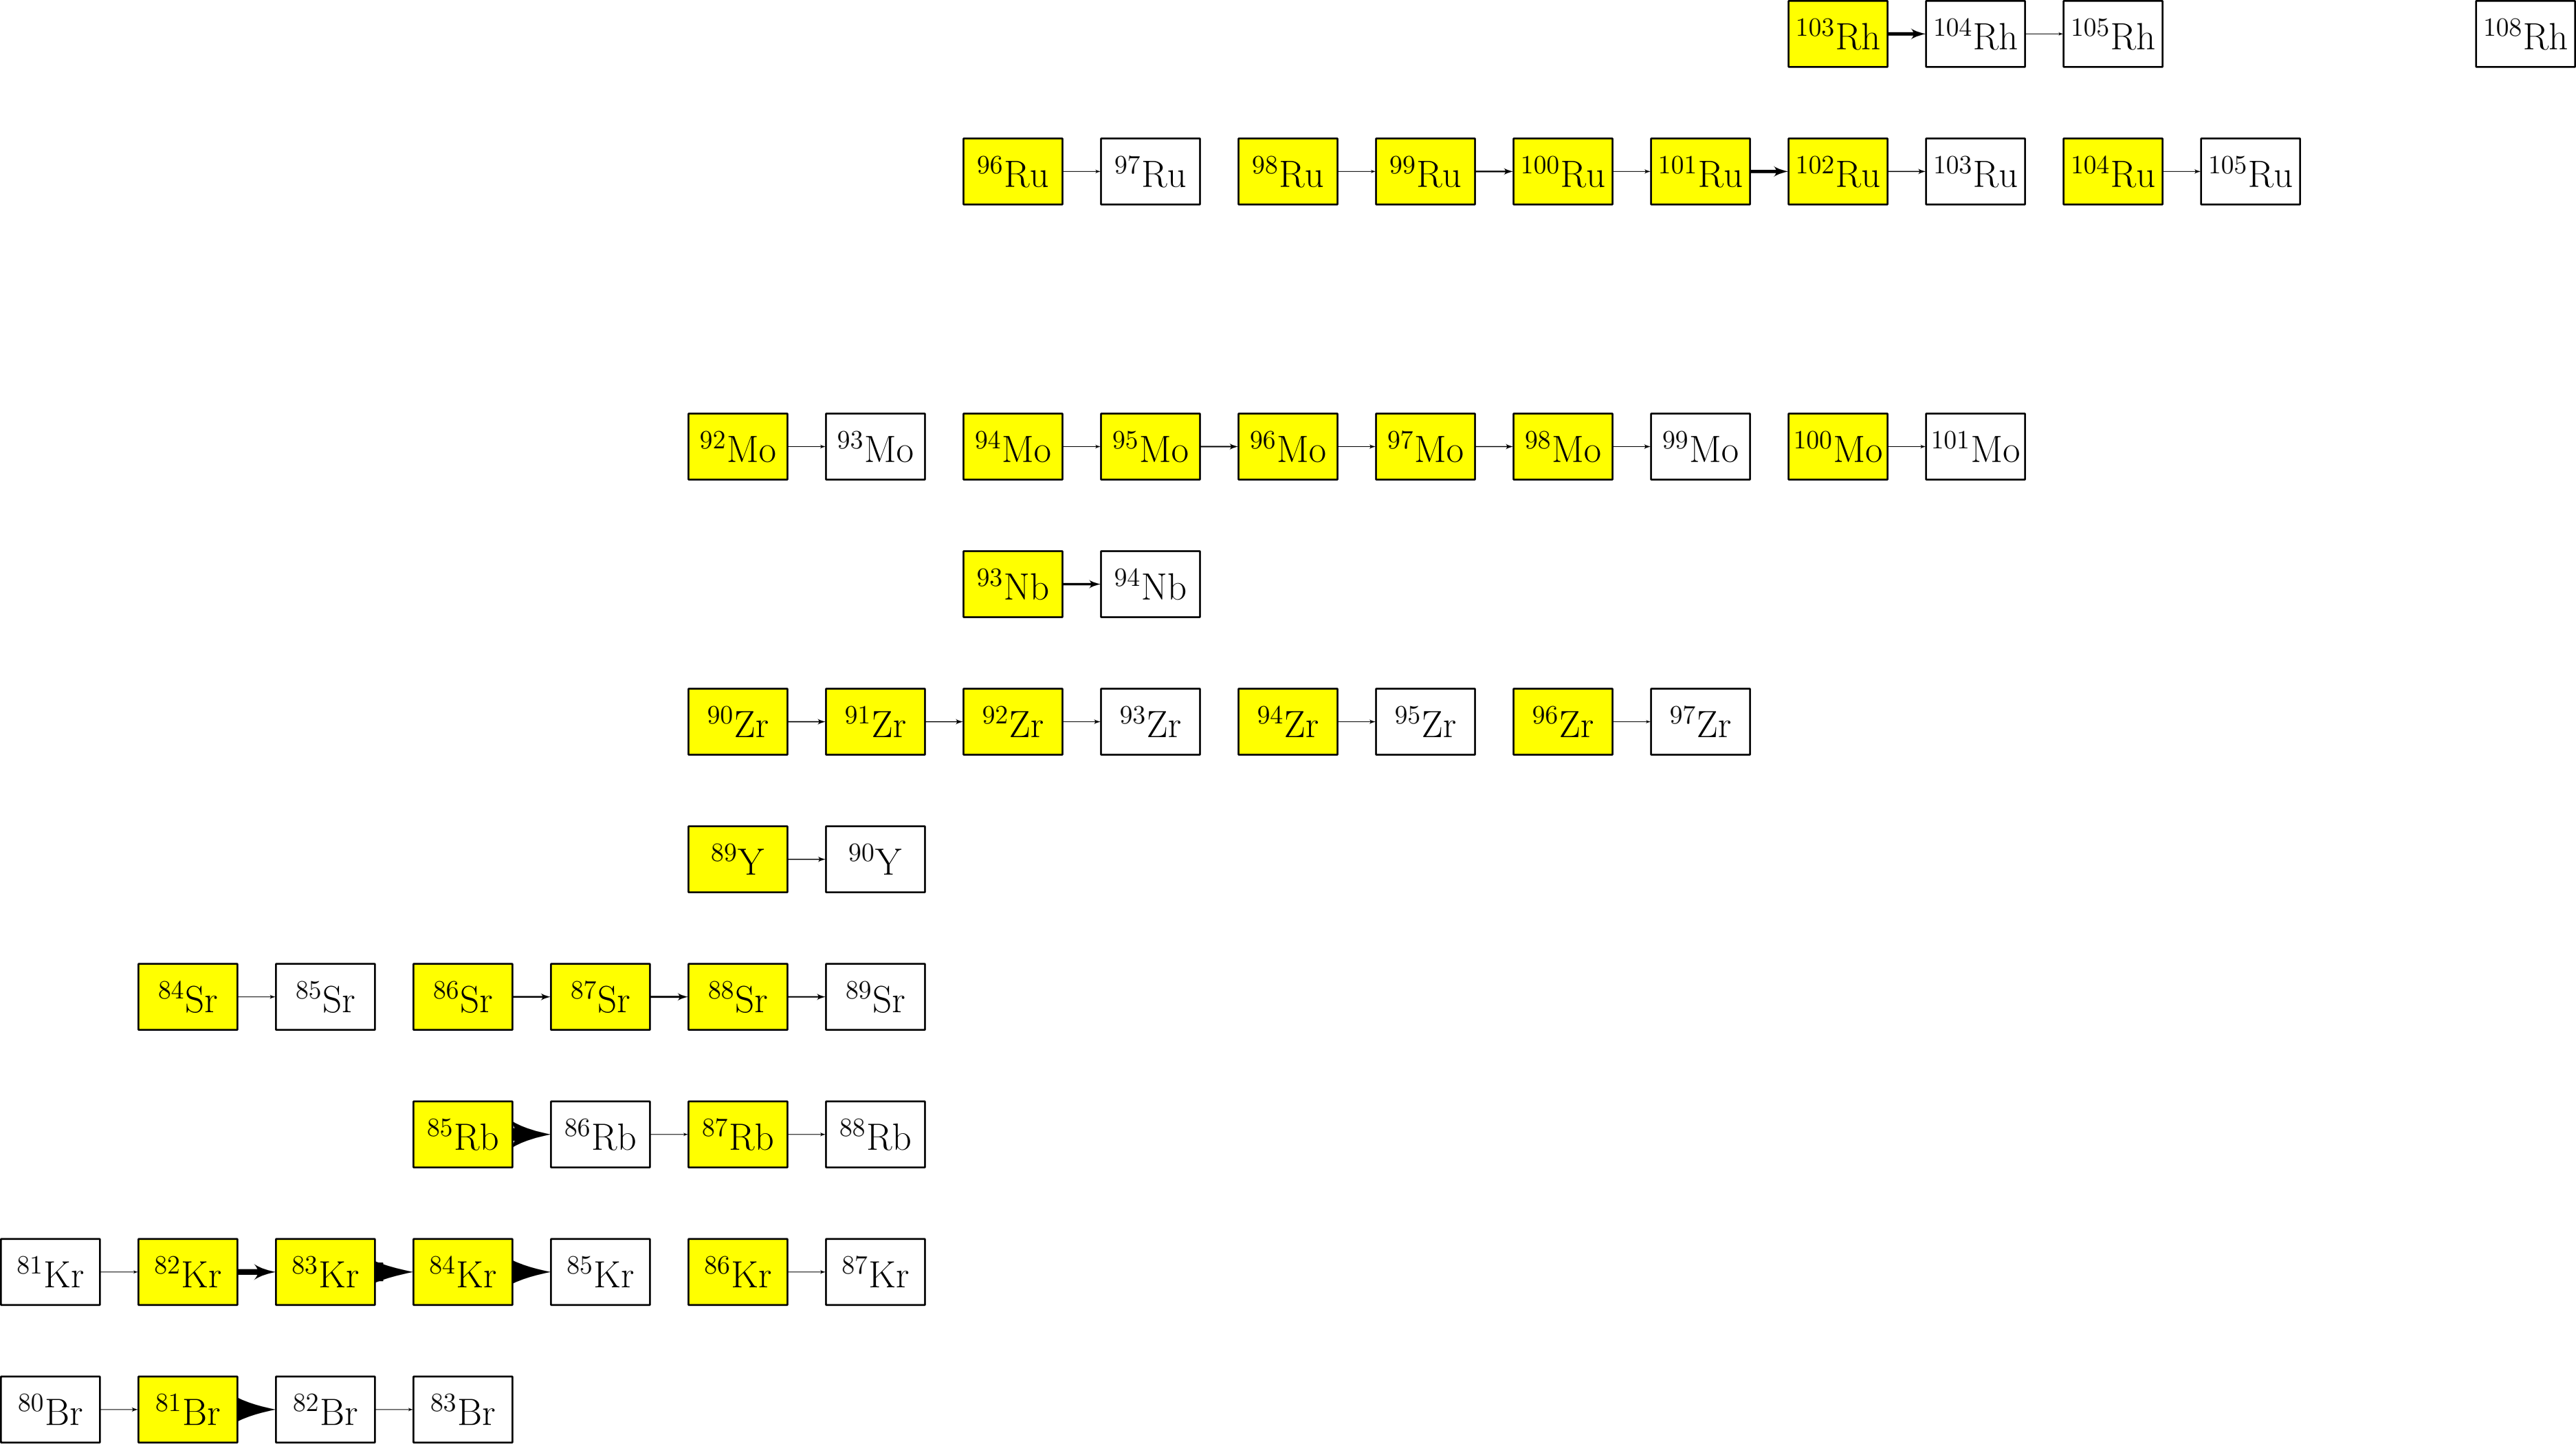 ¹⁰³Rh ¹⁰⁴Rh ¹⁰⁵Rh ¹⁰⁸Rh
⁹⁶Ru ⁹⁷Ru ⁹⁸Ru ⁹⁹Ru ¹⁰⁰Ru ¹⁰¹Ru ¹⁰²Ru ¹⁰³Ru ¹⁰⁴Ru ¹⁰⁵Ru
⁹²Mo ⁹³Mo ⁹⁴Mo ⁹⁵Mo ⁹⁶Mo ⁹⁷Mo ⁹⁸Mo ⁹⁹Mo ¹⁰⁰Mo ¹⁰¹Mo
⁹³Nb ⁹⁴Nb
⁹⁰Zr ⁹¹Zr ⁹²Zr ⁹³Zr ⁹⁴Zr ⁹⁵Zr ⁹⁶Zr ⁹⁷Zr
⁸⁹Y ⁹⁰Y
⁸⁴Sr ⁸⁵Sr ⁸⁶Sr ⁸⁷Sr ⁸⁸Sr ⁸⁹Sr
⁸⁵Rb ⁸⁶Rb ⁸⁷Rb ⁸⁸Rb
⁸¹Kr ⁸²Kr ⁸³Kr ⁸⁴Kr ⁸⁵Kr ⁸⁶Kr ⁸⁷Kr
⁸⁰Br ⁸¹Br ⁸²Br ⁸³Br